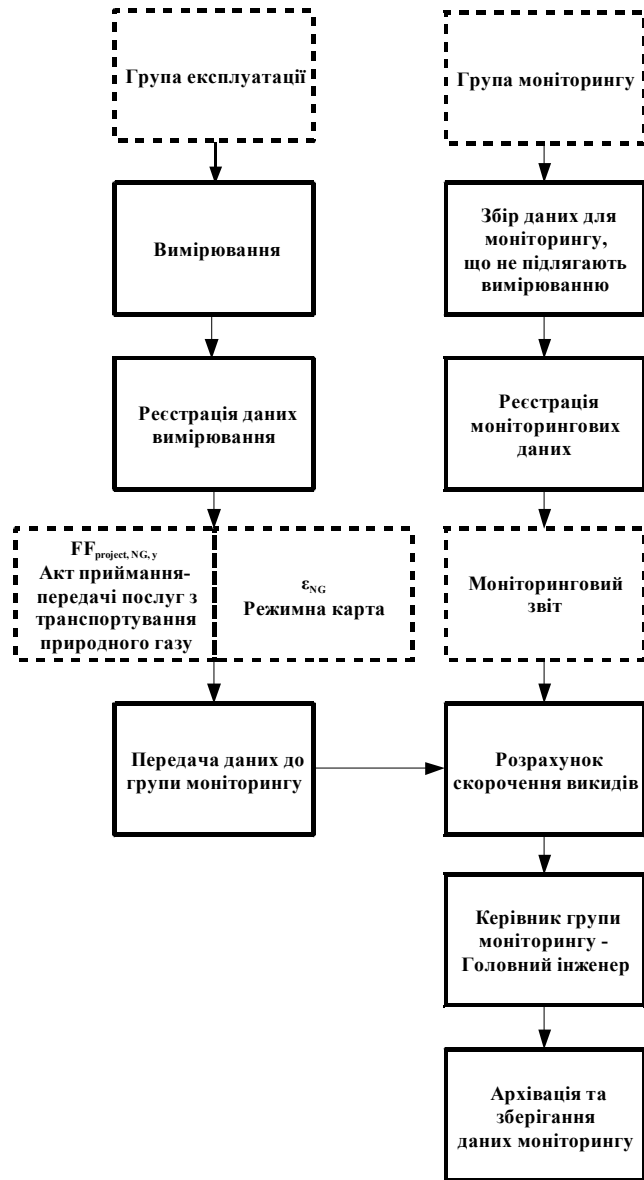 Група експлуатації
Вимірювання
Реєстрація даних
вимірювання
FFproject, NG, y
Акт приймання-
передачі послуг з
транспортування
природного газу
εNG
Режимна карта
Передача даних до
групи моніторингу
Група моніторингу
Збір даних для
моніторингу,
що не підлягають
вимірюванню
Реєстрація
моніторингових
даних
Моніторинговий
звіт
Розрахунок
скорочення викидів
Керівник групи
моніторингу -
Головний інженер
Архівація та
зберігання
даних моніторингу